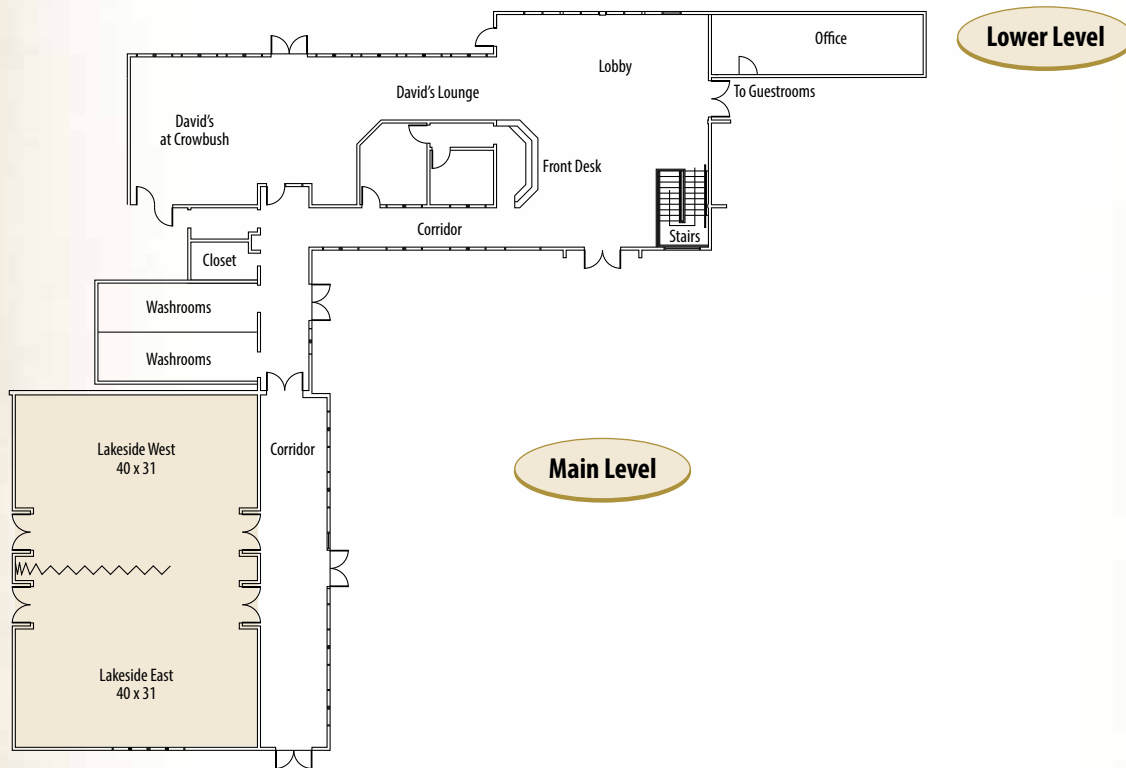 Office
Lower Level
Lobby
To Guestrooms
David's Lounge
David's
at Crowbush
Front Desk
Corridor
Stairs
Closet
Washrooms
Washrooms
Lakeside West
40 x 31
Corridor
Main Level
Lakeside East
40 x 31